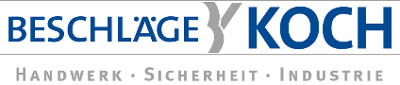 BESCHLÄGE KOCH
HANDWERK · SICHERHEIT · INDUSTRIE